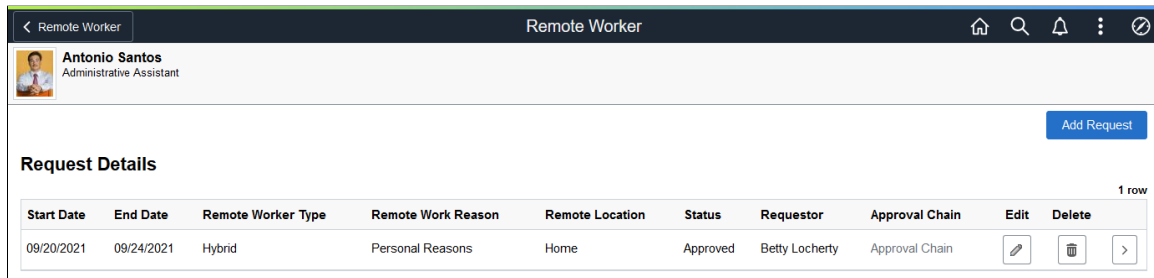 Remote Worker
Remote Worker
Antonio Santos
Administrative Assistant
Add Request
Request Details
1 row
Start Date End Date Remote Worker Type Remote Work Reason Remote Location Status Requestor Approval Chain Edit Delete
09/20/2021 09/24/2021 Hybrid Personal Reasons Home Approved Betty Locherty Approval Chain